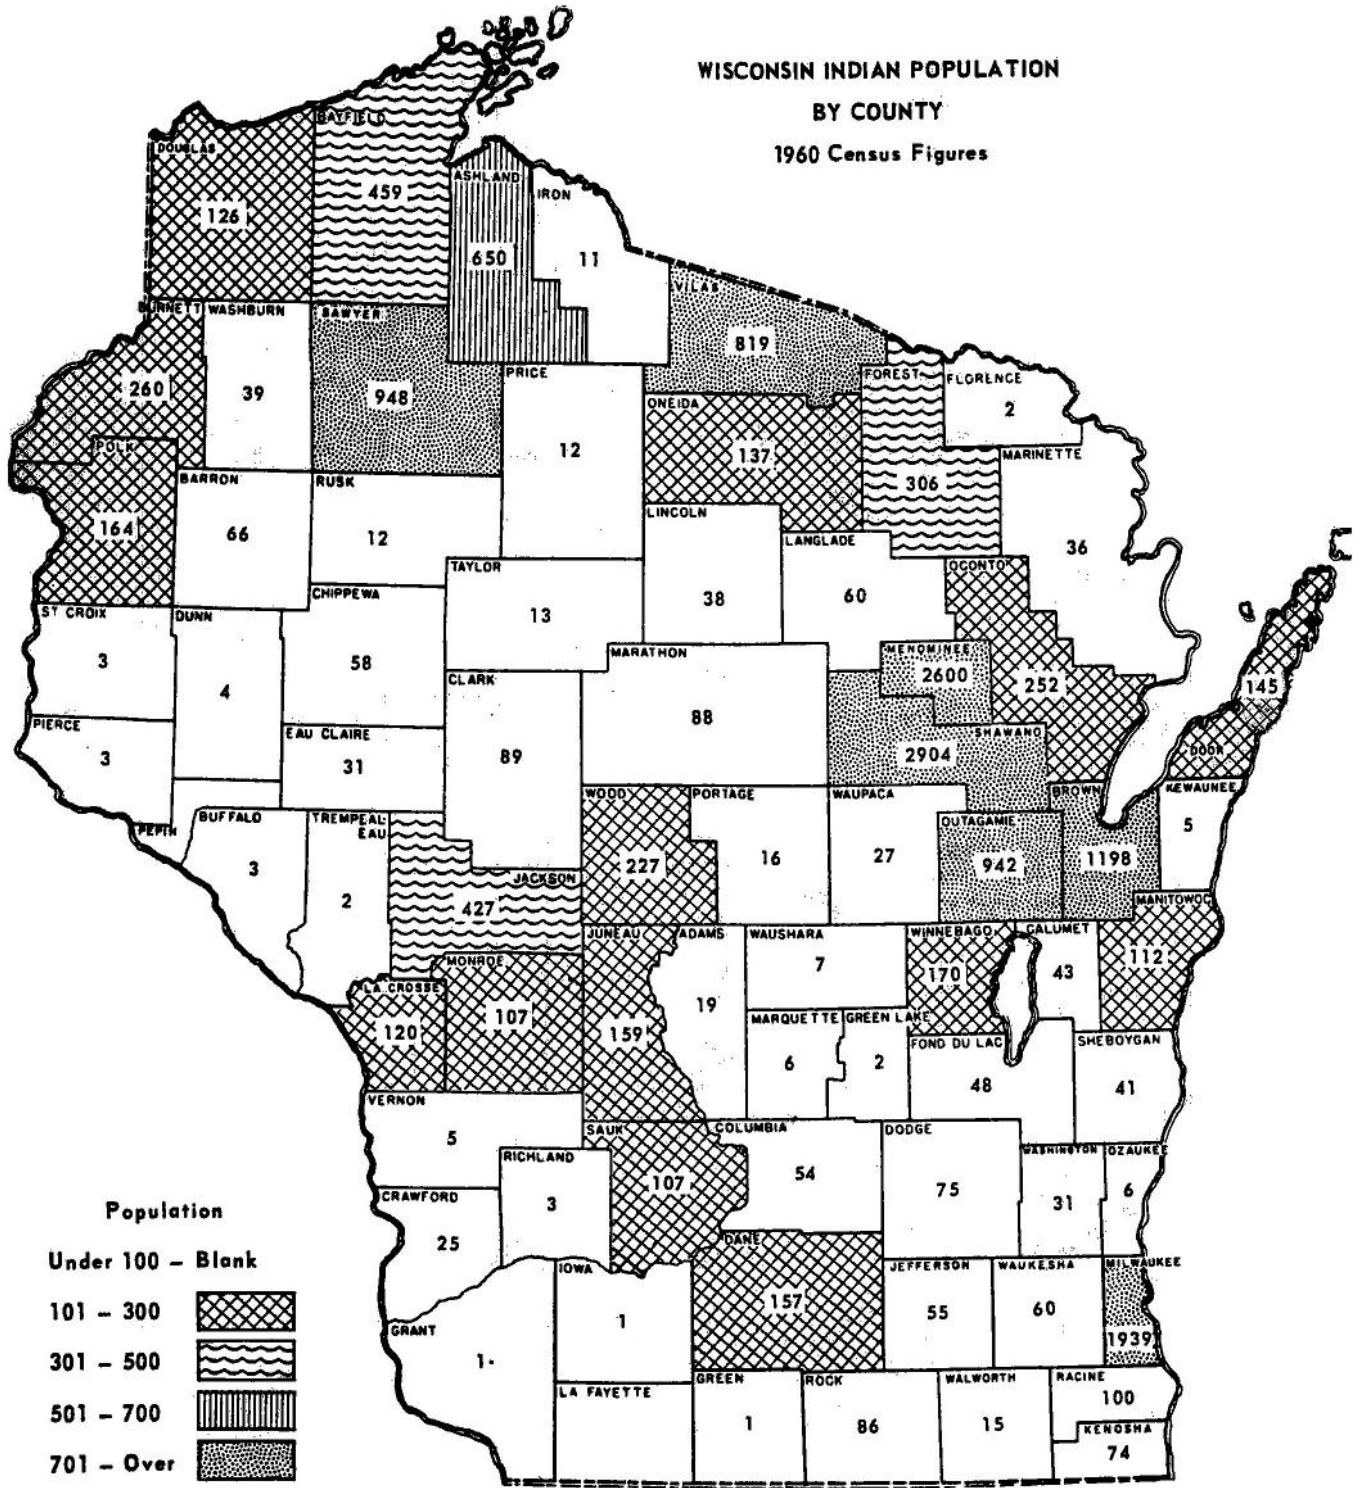 WISCONSIN INDIAN POPULATION
BY COUNTY
1960 Census Figures
BAYFIELD
459
DOUGLAS
126
ASHLAND
650
IRON
11
VILAS
819
BURNETT
260
WASHBURN
39
SAWYER
948
PRICE
12
ONEIDA
137
FOREST
306
FLORENCE
2
MARINETTE
36
POLK
164
BARRON
66
RUSK
12
LINCOLN
38
LANGLADE
60
OCONTO
252
TAYLOR
13
CHIPPEWA
58
ST CROIX
3
DUNN
4
MARATHON
88
MENOMINEE
2600
CLARK
89
SHAWANO
2904
DOOR
145
PIERCE
3
EAU CLAIRE
31
PEPIN
BUFFALO
3
TREMPEAL-
EAU
2
JACKSON
427
WOOD
227
PORTAGE
16
WAUPACA
27
OUTAGAMIE
942
BROWN
1198
KEWAUNEE
5
MANITOWOC
112
JUNEAU
159
ADAMS
19
WAUSHARA
7
WINNEBAGO
170
CALUMET
43
LA CROSSE
120
MONROE
107
MARQUETTE
6
GREEN LAKE
2
FOND DU LAC
48
SHEBOYGAN
41
VERNON
5
SAUK
107
COLUMBIA
54
DODGE
75
WASHINGTON
31
OZAUKEE
6
RICHLAND
3
CRAWFORD
25
GRANT
1
IOWA
1
DANE
157
JEFFERSON
55
WAUKESHA
60
MILWAUKEE
1939
LA FAYETTE
GREEN
1
ROCK
86
WALWORTH
15
RACINE
100
KENOSHA
74
Population
Under 100 – Blank
101 – 300
301 – 500
501 – 700
701 – Over